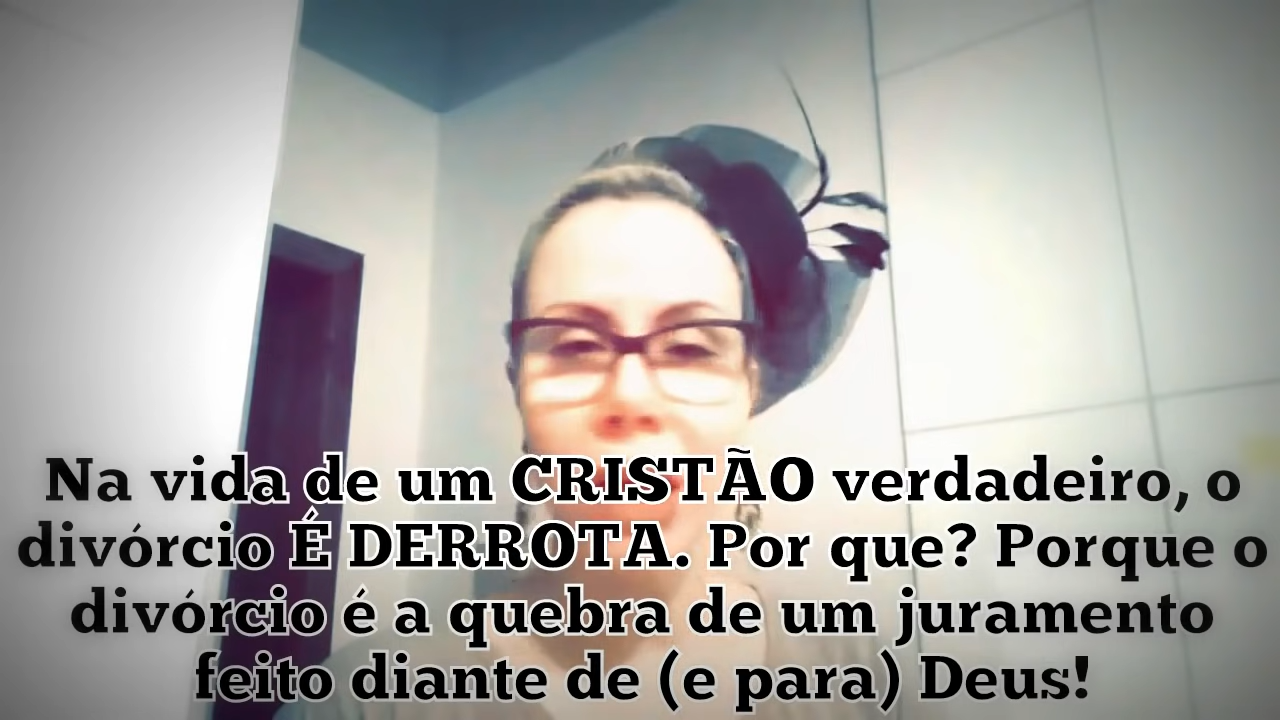 Na vida de um CRISTÃO verdadeiro, o
divórcio É DERROTA. Por que? Porque o
divórcio é a quebra de um juramento
feito diante de (e para) Deus!